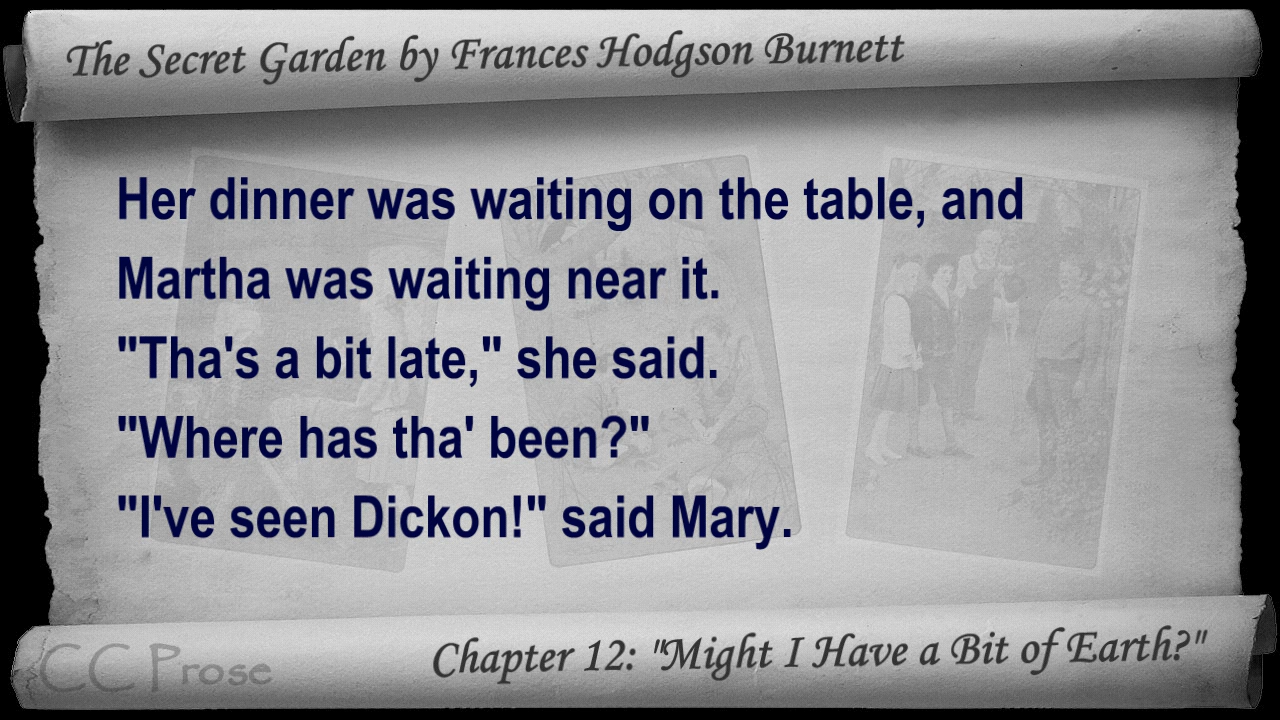 The Secret Garden by Frances Hodgson Burnett
Her dinner was waiting on the table, and
Martha was waiting near it.
"Tha's a bit late," she said.
"Where has tha' been?"
"I've seen Dickon!" said Mary.
CC Prose
Chapter 12: "Might I Have a Bit of Earth?"